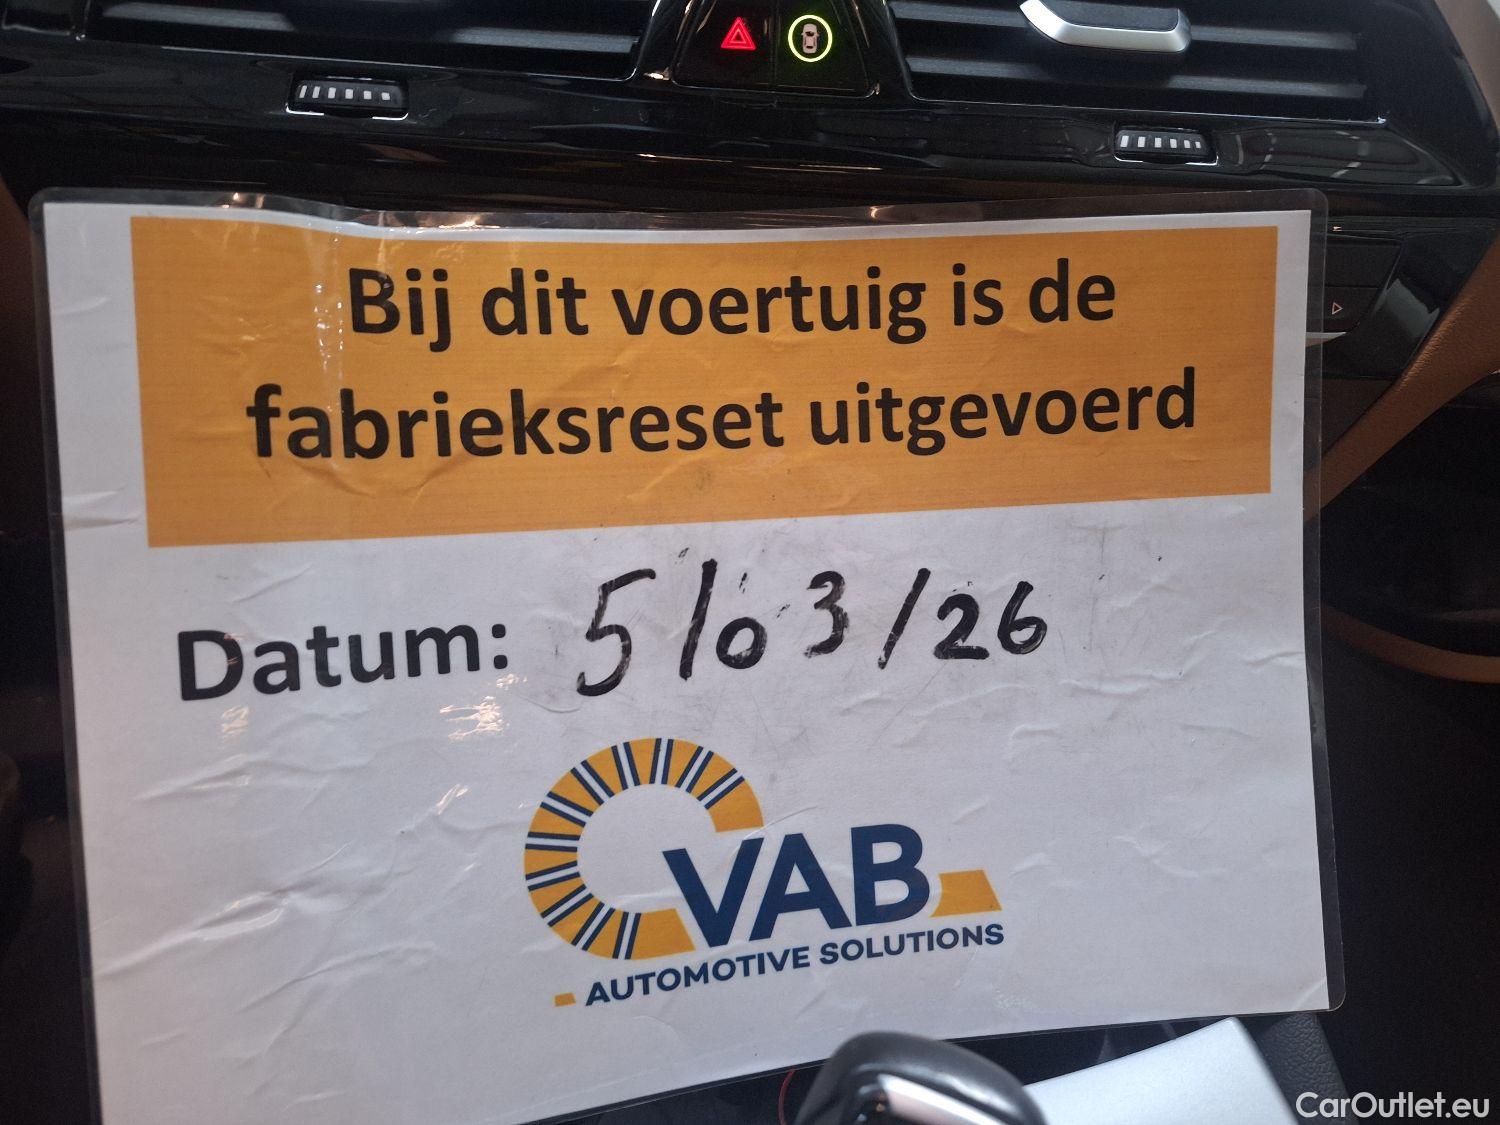 Bij dit voertuig is de
fabrieksreset uitgevoerd
Datum: 5/03/26
VAB
AUTOMOTIVE SOLUTIONS
CarOutlet.eu